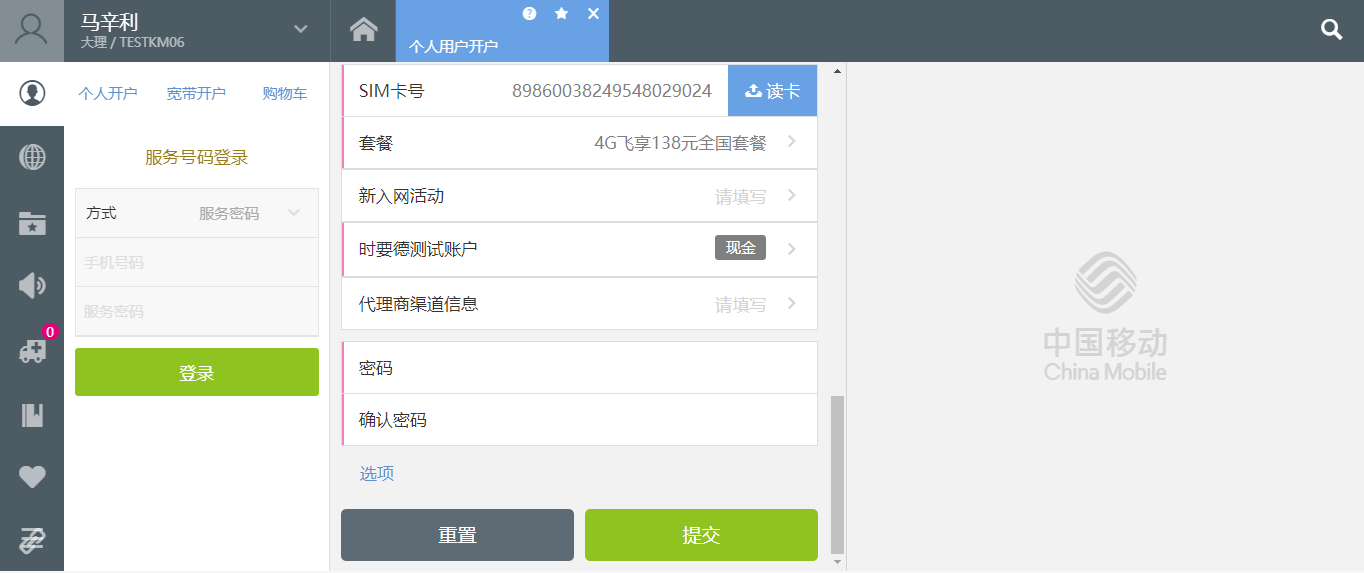 马辛利
大理 / TESTKM06
个人用户开户
个人开户 宽带开户 购物车
服务号码登录
方式 服务密码
手机号码
服务密码
登录
0
SIM卡号 89860038249548029024 读卡
套餐 4G飞享138元全国套餐
新入网活动 请填写
时要德测试账户 现金
代理商渠道信息 请填写
密码
确认密码
选项
重置 提交
中国移动
China Mobile